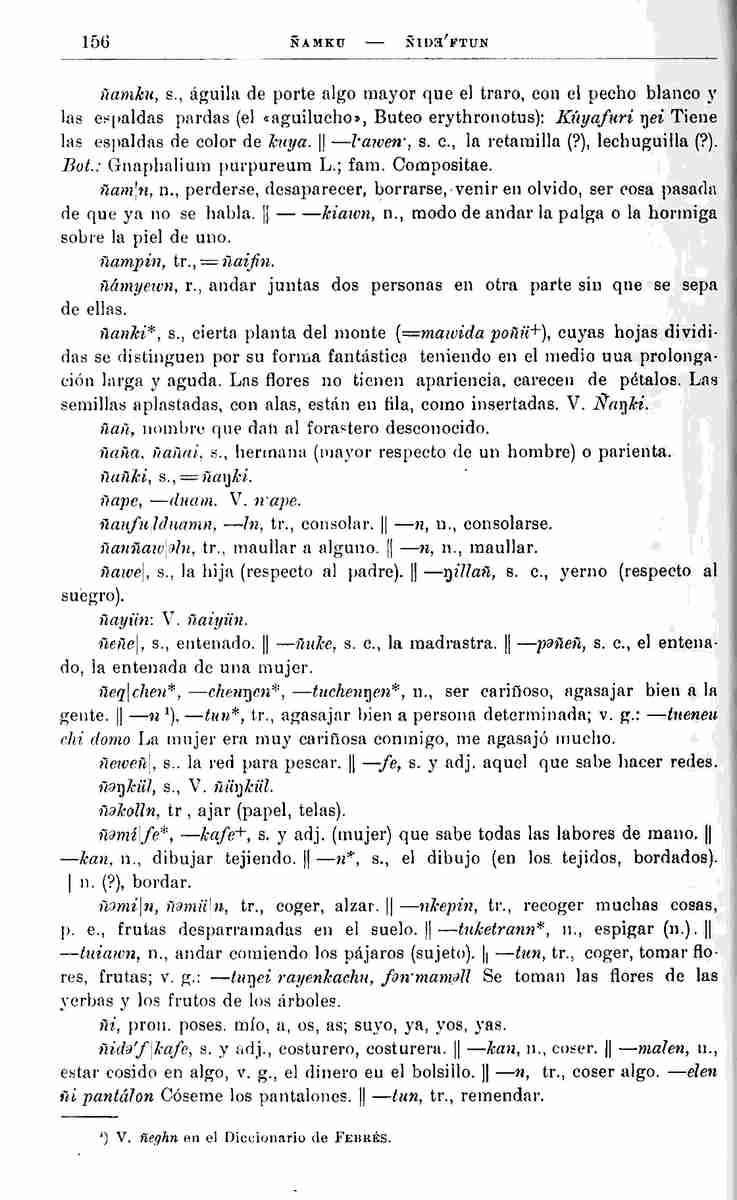 156 ÑAMKU — ÑIDƏ'FTUN
ñamku, s., águila de porte algo mayor que el traro, con el pecho blanco y
las espaldas pardas (el «aguilucho», Buteo erythronotus): Kúyafuri ŋei Tiene
las espaldas de color de kuya. || —l·awen·, s. c., la retamilla (?), lechuguilla (?).
Bot.: Gnaphalium purpureum L.; fam. Compositae.
ñam|n, n., perderse, desaparecer, borrarse, venir en olvido, ser cosa pasada
de que ya no se habla. || — —kiawn, n., modo de andar la pulga o la hormiga
sobre la piel de uno.
ñampin, tr., = ñaifin.
ñámyewn, r., andar juntas dos personas en otra parte sin que se sepa
de ellas.
ñanki*, s., cierta planta del monte (=mawida poñü+), cuyas hojas dividi-
das se distinguen por su forma fantástica teniendo en el medio una prolonga-
ción larga y aguda. Las flores no tienen apariencia, carecen de pétalos. Las
semillas aplastadas, con alas, están en fila, como insertadas. V. Ñaŋki.
ñañ, nombre que dan al forastero desconocido.
ñaña, ñañai, s., hermana (mayor respecto de un hombre) o parienta.
ñañki, s., = ñaŋki.
ñape, —duam. V. n·ape.
ñaufulduamn, —ln, tr., consolar. || —n, n., consolarse.
ñauñaw|əln, tr., maullar a alguno. || —n, n., maullar.
ñawe|, s., la hija (respecto al padre). || —ŋillañ, s. c., yerno (respecto al
suegro).
ñayün: V. ñaiyün.
ñeñe|, s., entenado. || —ñuke, s. c., la madrastra. || —pəñeñ, s. c., el entena-
do, la entenada de una mujer.
ñeq|chen*, —cheuŋen*, —tucheuŋen*, n., ser cariñoso, agasajar bien a la
gente. || —n ¹), —tun*, tr., agasajar bien a persona determinada; v. g.: —tueneu
chi domo La mujer era muy cariñosa conmigo, me agasajó mucho.
ñeweñ|, s.. la red para pescar. || —fe, s. y adj. aquel que sabe hacer redes.
ñəŋkül, s., V. ñüŋkül.
ñəkolln, tr , ajar (papel, telas).
ñəmi|fe*, —kafe+, s. y adj. (mujer) que sabe todas las labores de mano. ||
—kan, n., dibujar tejiendo. || —n*, s., el dibujo (en los tejidos, bordados).
| n. (?), bordar.
ñəmi|n, ñəmü|n, tr., coger, alzar. || —nkepin, tr., recoger muchas cosas,
p. e., frutas desparramadas en el suelo. || —tuketrann*, n., espigar (n.). ||
—tuiawn, n., andar comiendo los pájaros (sujeto). || —tun, tr., coger, tomar flo-
res, frutas; v. g.: —tuŋei rayenkachu, fən·maməll Se toman las flores de las
yerbas y los frutos de los árboles.
ñi, pron. poses. mío, a, os, as; suyo, ya, yos, yas.
ñidə'f|kafe, s. y adj., costurero, costurera. || —kan, n., coser. || —malen, n.,
estar cosido en algo, v. g., el dinero en el bolsillo. || —n, tr., coser algo. —elen
ñi pantálon Cóseme los pantalones. || —tun, tr., remendar.
¹) V. ñeghn en el Diccionario de FEBRÉS.